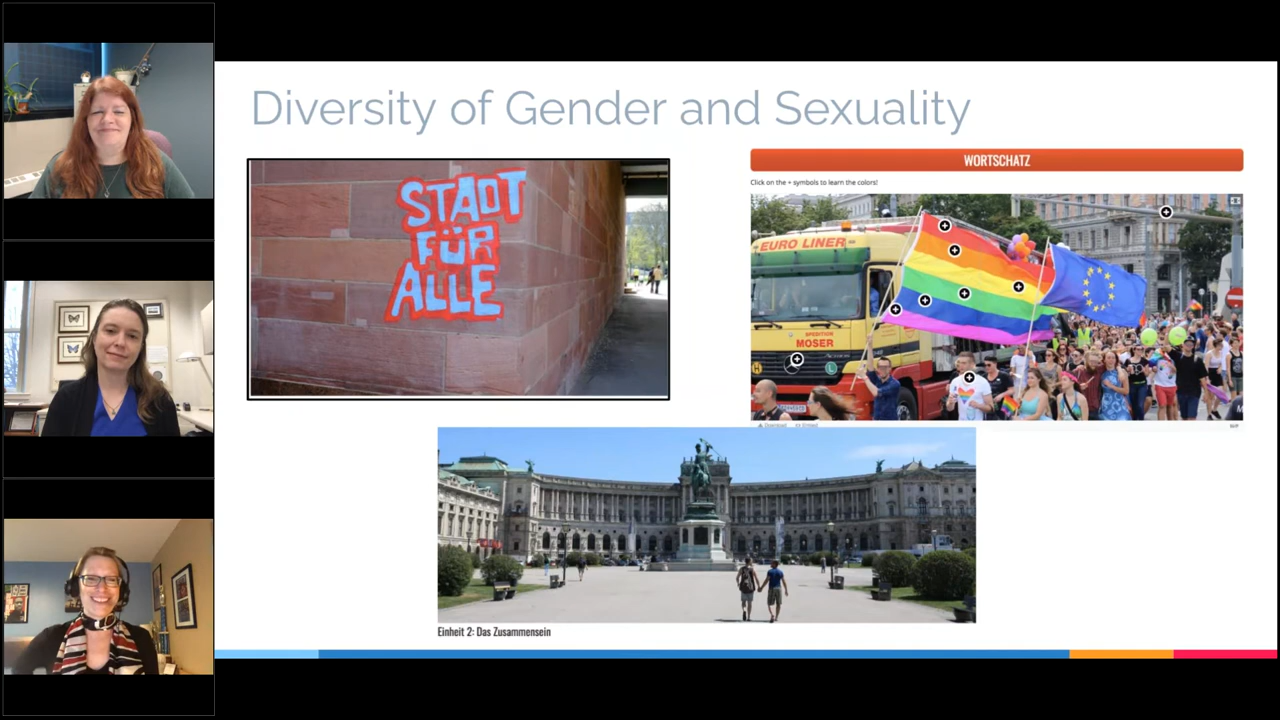 Diversity of Gender and Sexuality
STADT
FÜR
ALLE
WORTSCHATZ
Click on the + symbols to learn the colors!
EURO LINER
SPEDITION
MOSER
Einheit 2: Das Zusammensein